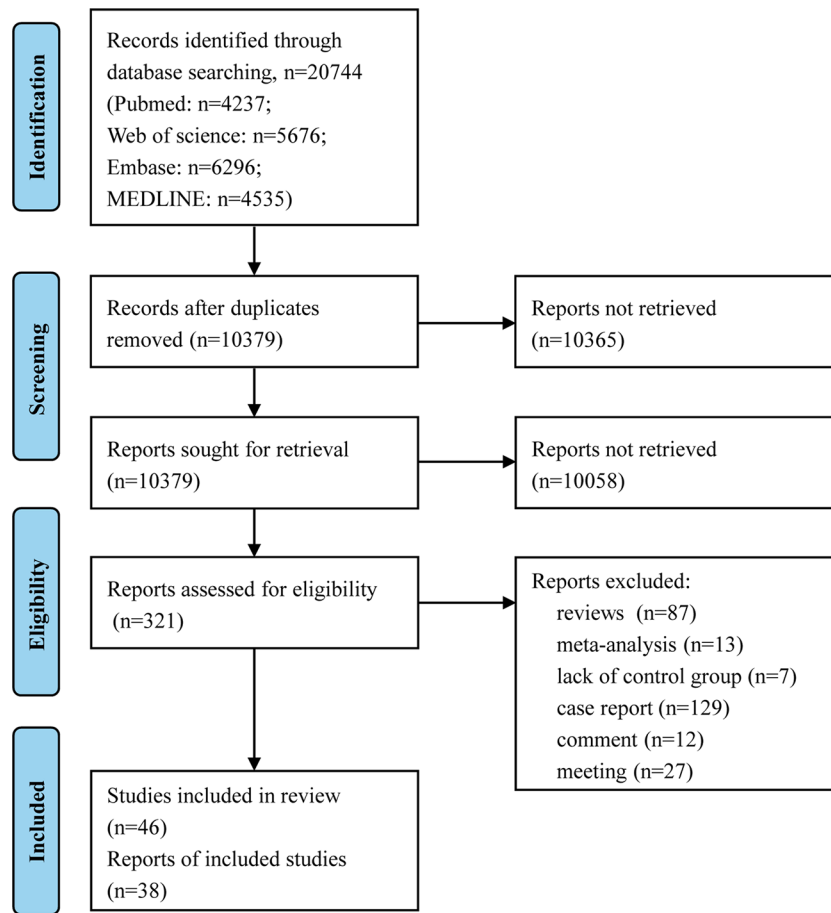 Identification
Records identified through
database searching, n=20744
(Pubmed: n=4237;
Web of science: n=5676;
Embase: n=6296;
MEDLINE: n=4535)
Screening
Records after duplicates
removed (n=10379)
Reports not retrieved
(n=10365)
Reports sought for retrieval
(n=10379)
Reports not retrieved
(n=10058)
Eligibility
Reports assessed for eligibility
(n=321)
Reports excluded:
reviews (n=87)
meta-analysis (n=13)
lack of control group (n=7)
case report (n=129)
comment (n=12)
meeting (n=27)
Included
Studies included in review
(n=46)
Reports of included studies
(n=38)